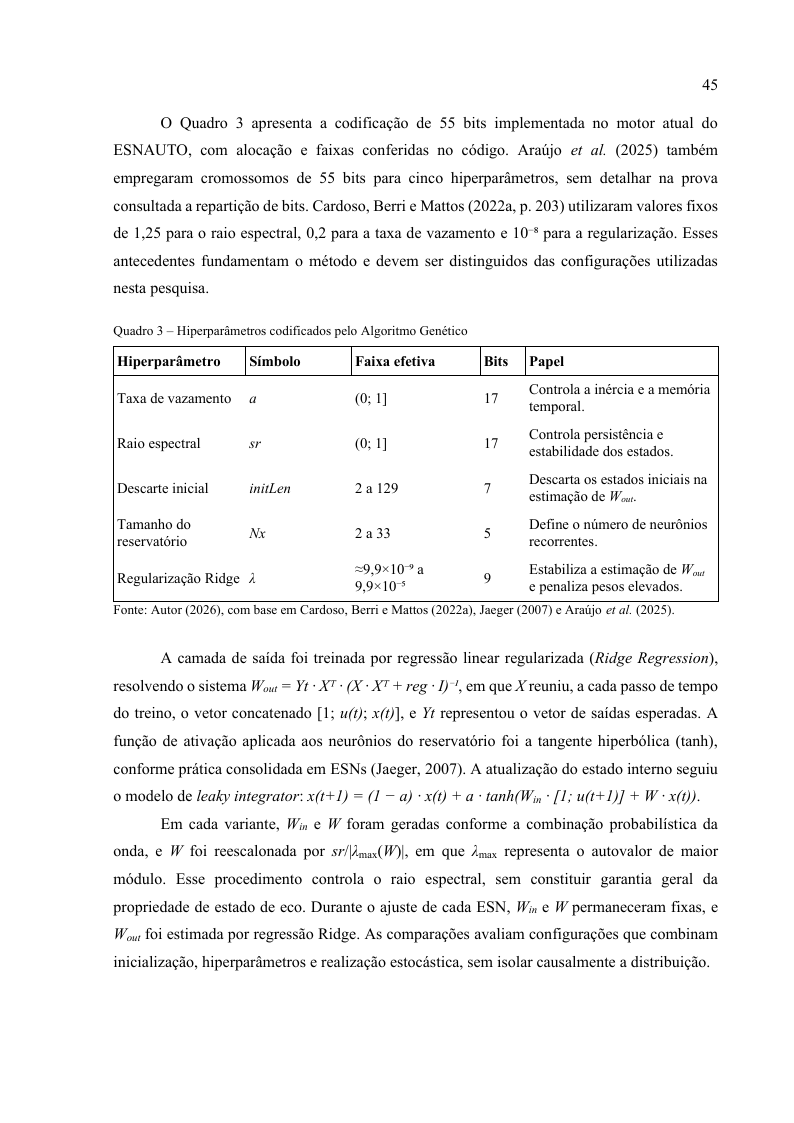 45
O Quadro 3 apresenta a codificação de 55 bits implementada no motor atual do
ESNAUTO, com alocação e faixas conferidas no código. Araújo et al. (2025) também
empregaram cromossomos de 55 bits para cinco hiperparâmetros, sem detalhar na prova
consultada a repartição de bits. Cardoso, Berri e Mattos (2022a, p. 203) utilizaram valores fixos
de 1,25 para o raio espectral, 0,2 para a taxa de vazamento e 10⁻⁸ para a regularização. Esses
antecedentes fundamentam o método e devem ser distinguidos das configurações utilizadas
nesta pesquisa.
Quadro 3 – Hiperparâmetros codificados pelo Algoritmo Genético
Hiperparâmetro Símbolo Faixa efetiva Bits Papel
Taxa de vazamento a (0; 1] 17 Controla a inércia e a memória
temporal.
Raio espectral sr (0; 1] 17 Controla persistência e
estabilidade dos estados.
Descarte inicial initLen 2 a 129 7 Descarta os estados iniciais na
estimação de Wout.
Tamanho do
reservatório Nx 2 a 33 5 Define o número de neurônios
recorrentes.
Regularização Ridge λ ≈9,9×10⁻⁹ a
9,9×10⁻⁵ 9 Estabiliza a estimação de Wout
e penaliza pesos elevados.
Fonte: Autor (2026), com base em Cardoso, Berri e Mattos (2022a), Jaeger (2007) e Araújo et al. (2025).
A camada de saída foi treinada por regressão linear regularizada (Ridge Regression),
resolvendo o sistema Wout = Yt · Xᵀ · (X · Xᵀ + reg · I)⁻¹, em que X reuniu, a cada passo de tempo
do treino, o vetor concatenado [1; u(t); x(t)], e Yt representou o vetor de saídas esperadas. A
função de ativação aplicada aos neurônios do reservatório foi a tangente hiperbólica (tanh),
conforme prática consolidada em ESNs (Jaeger, 2007). A atualização do estado interno seguiu
o modelo de leaky integrator: x(t+1) = (1 − a) · x(t) + a · tanh(Win · [1; u(t+1)] + W · x(t)).
Em cada variante, Win e W foram geradas conforme a combinação probabilística da
onda, e W foi reescalonada por sr/|λmax(W)|, em que λmax representa o autovalor de maior
módulo. Esse procedimento controla o raio espectral, sem constituir garantia geral da
propriedade de estado de eco. Durante o ajuste de cada ESN, Win e W permaneceram fixas, e
Wout foi estimada por regressão Ridge. As comparações avaliam configurações que combinam
inicialização, hiperparâmetros e realização estocástica, sem isolar causalmente a distribuição.